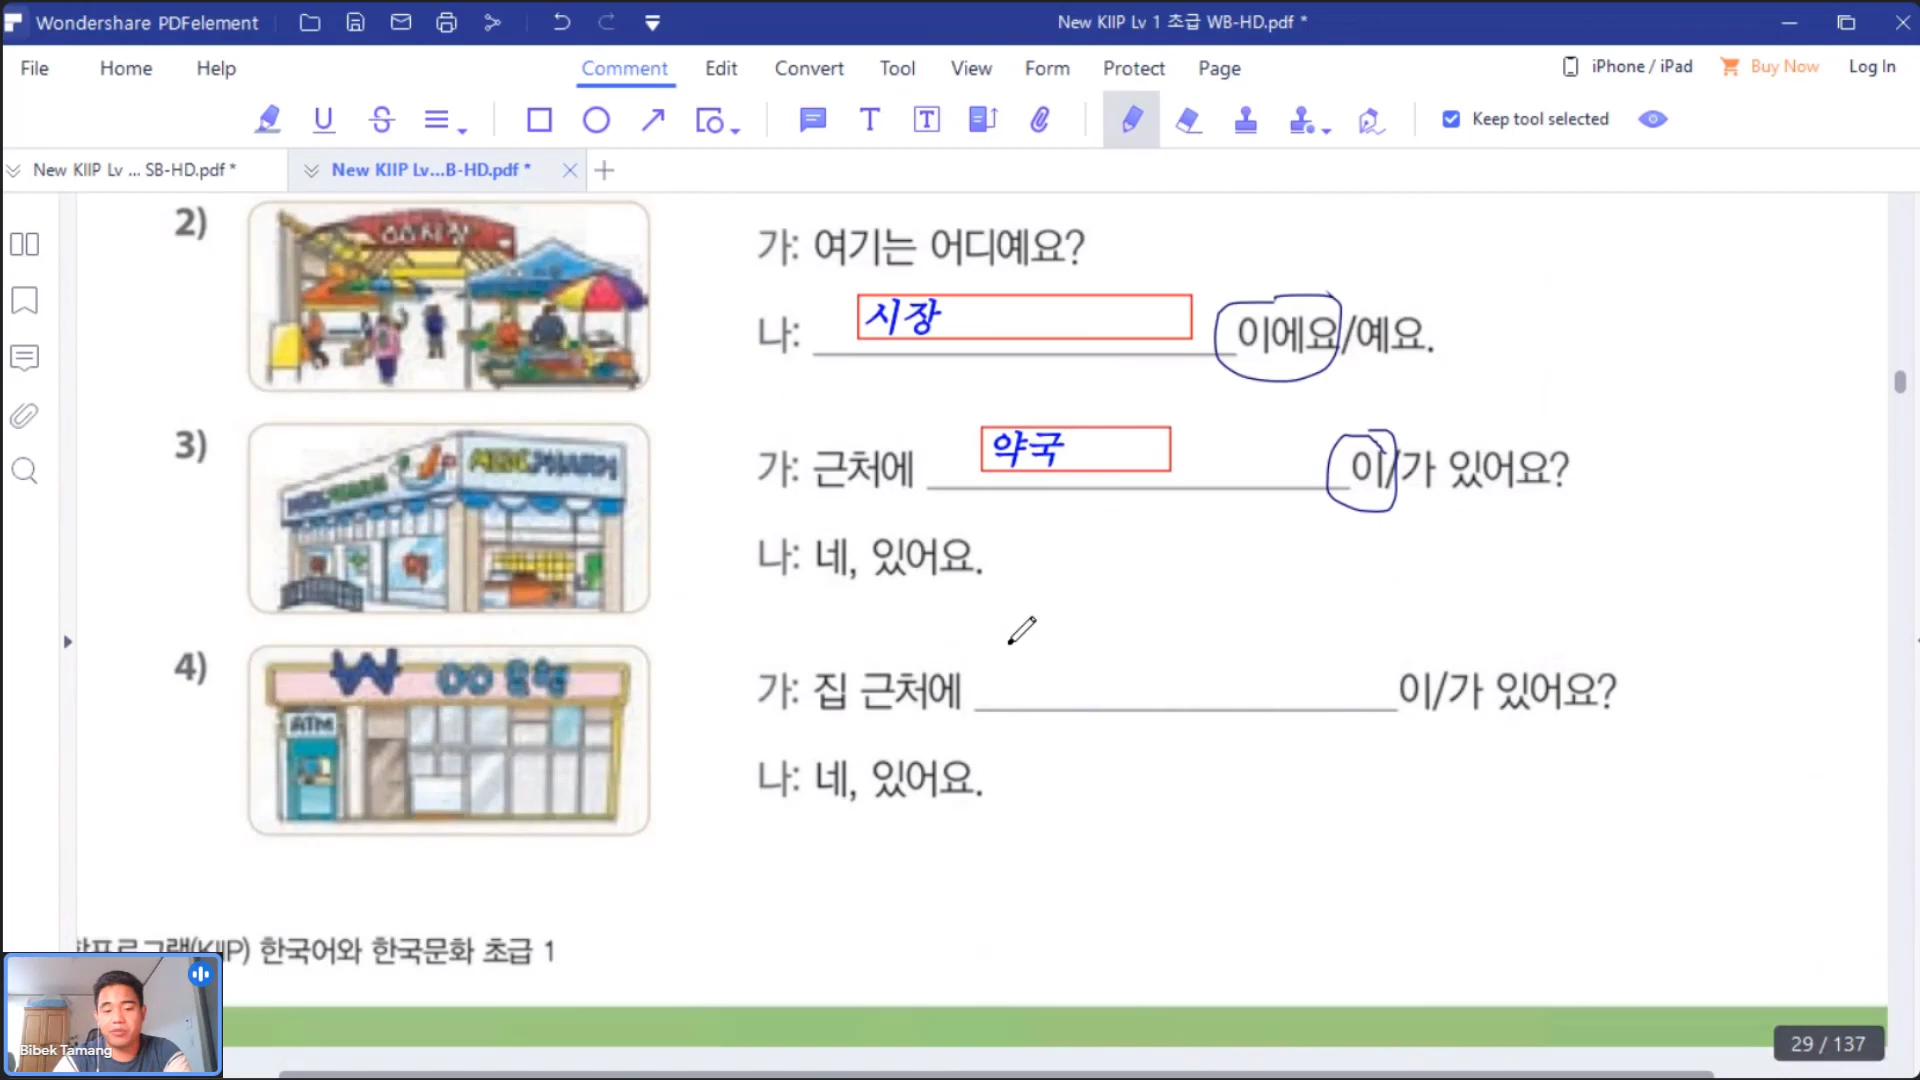 Wondershare PDFelement
New KIIP Lv 1 초급 WB-HD.pdf *
File Home Help Comment Edit Convert Tool View Form Protect Page iPhone / iPad Buy Now Log In
Keep tool selected
New KIIP Lv ... SB-HD.pdf * New KIIP Lv...B-HD.pdf *
2)
시장
가: 여기는 어디예요?
나: 시장 이에요/예요.
3)
가: 근처에 약국 이/가 있어요?
나: 네, 있어요.
4)
ATM
가: 집 근처에 이/가 있어요?
나: 네, 있어요.
(KIIP) 한국어와 한국문화 초급 1
Bibek Tamang
29 / 137